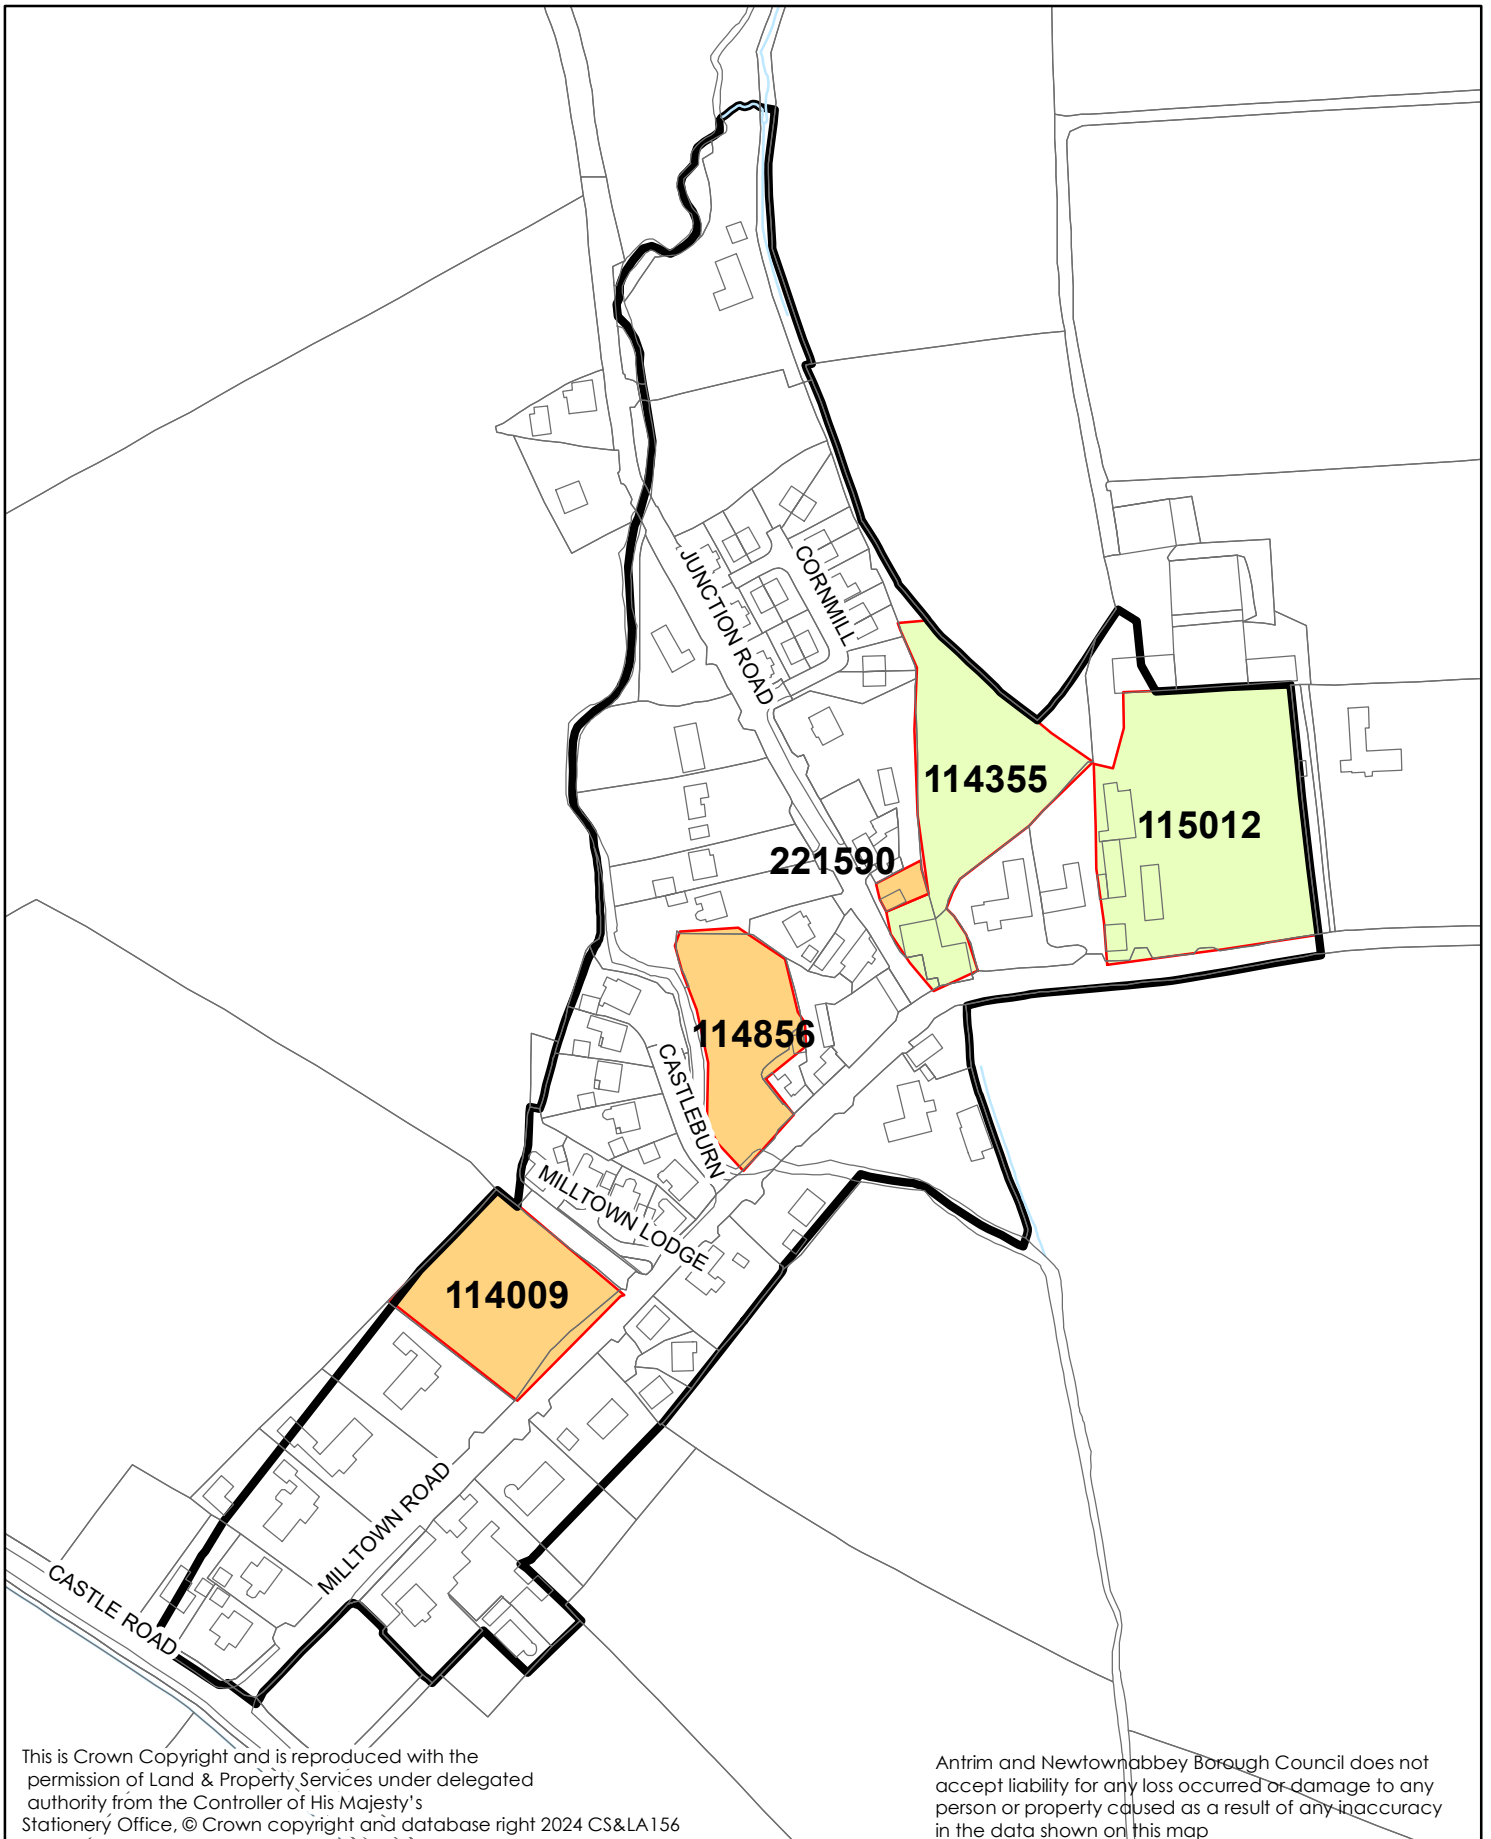 CORNMILL
JUNCTION ROAD
114355
115012
221590
114856
CASTLEBURN
MILLTOWN LODGE
114009
MILLTOWN ROAD
CASTLE ROAD
This is Crown Copyright and is reproduced with the
permission of Land & Property Services under delegated
authority from the Controller of His Majesty's
Stationery Office, © Crown copyright and database right 2024 CS&LA156
Antrim and Newtownabbey Borough Council does not
accept liability for any loss occurred or damage to any
person or property caused as a result of any inaccuracy
in the data shown on this map